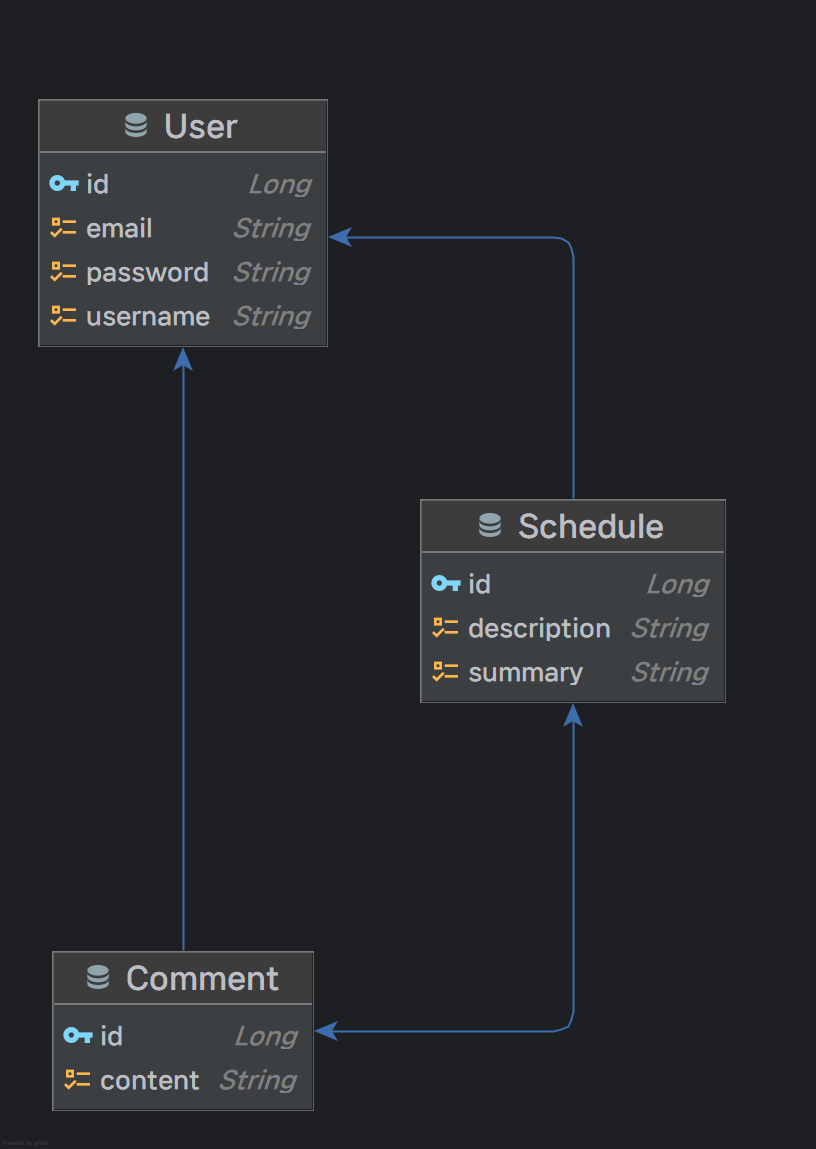 User
id Long
email String
password String
username String
Schedule
id Long
description String
summary String
Comment
id Long
content String
Powered by yFiles